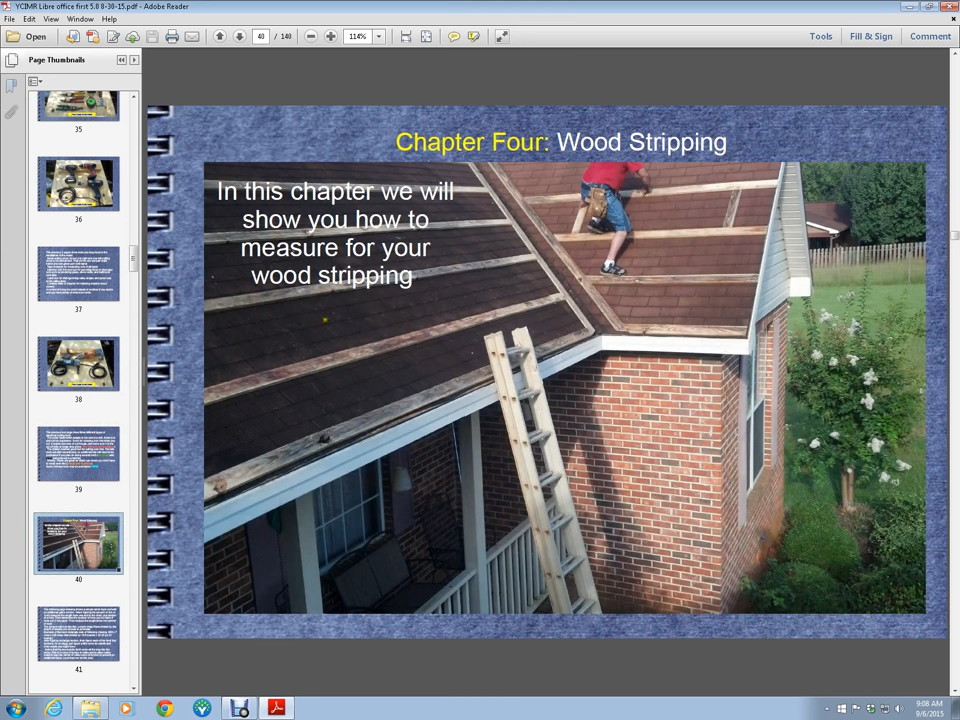 YCIMR Libre office first 5.0 8-30-15.pdf - Adobe Reader
File Edit View Window Help
Open 40 / 140 114% Tools Fill & Sign Comment
Page Thumbnails
35
36
37
38
39
40
41
Chapter Four: Wood Stripping
In this chapter we will
show you how to
measure for your
wood stripping
9:08 AM
9/6/2015